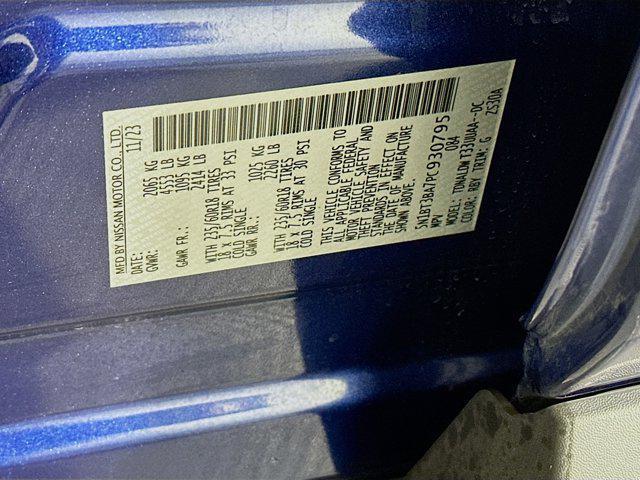 MFD BY NISSAN MOTOR CO., LTD.
DATE: 11/23
GVWR: 2065 KG
4553 LB
GAWR FR.: 1095 KG
2414 LB
WITH 235/60R18 TIRES
18 X 7.5 RIMS AT 33 PSI
COLD SINGLE
GAWR RR.: 1025 KG
2260 LB
WITH 235/60R18 TIRES
18 X 7.5 RIMS AT 30 PSI
COLD SINGLE
THIS VEHICLE CONFORMS TO
ALL APPLICABLE FEDERAL
MOTOR VEHICLE SAFETY AND
THEFT PREVENTION
STANDARDS IN EFFECT ON
THE DATE OF MANUFACTURE
SHOWN ABOVE.
5N1BT3BA7PC930795
MPV 084
MODEL:
COLOR: RBY TRIM: G ZS30A